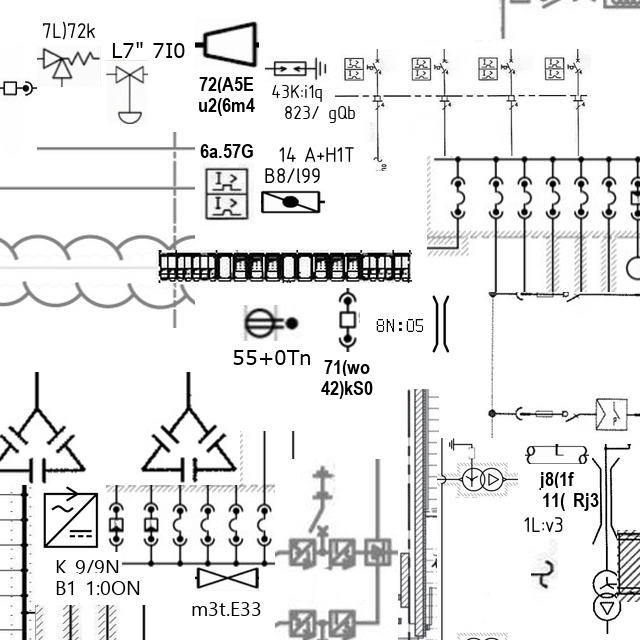 7L)72k
L7" 7I0
72(A5E
u2(6m4
43K:i1q
823/ gQb
6a.57G
14 A+H1T
B8/l99
55+0Tn
8N:05
71(wo
42)kS0
j8(1f
11( Rj3
1L:v3
K 9/9N
B1 1:0ON
m3t.E33